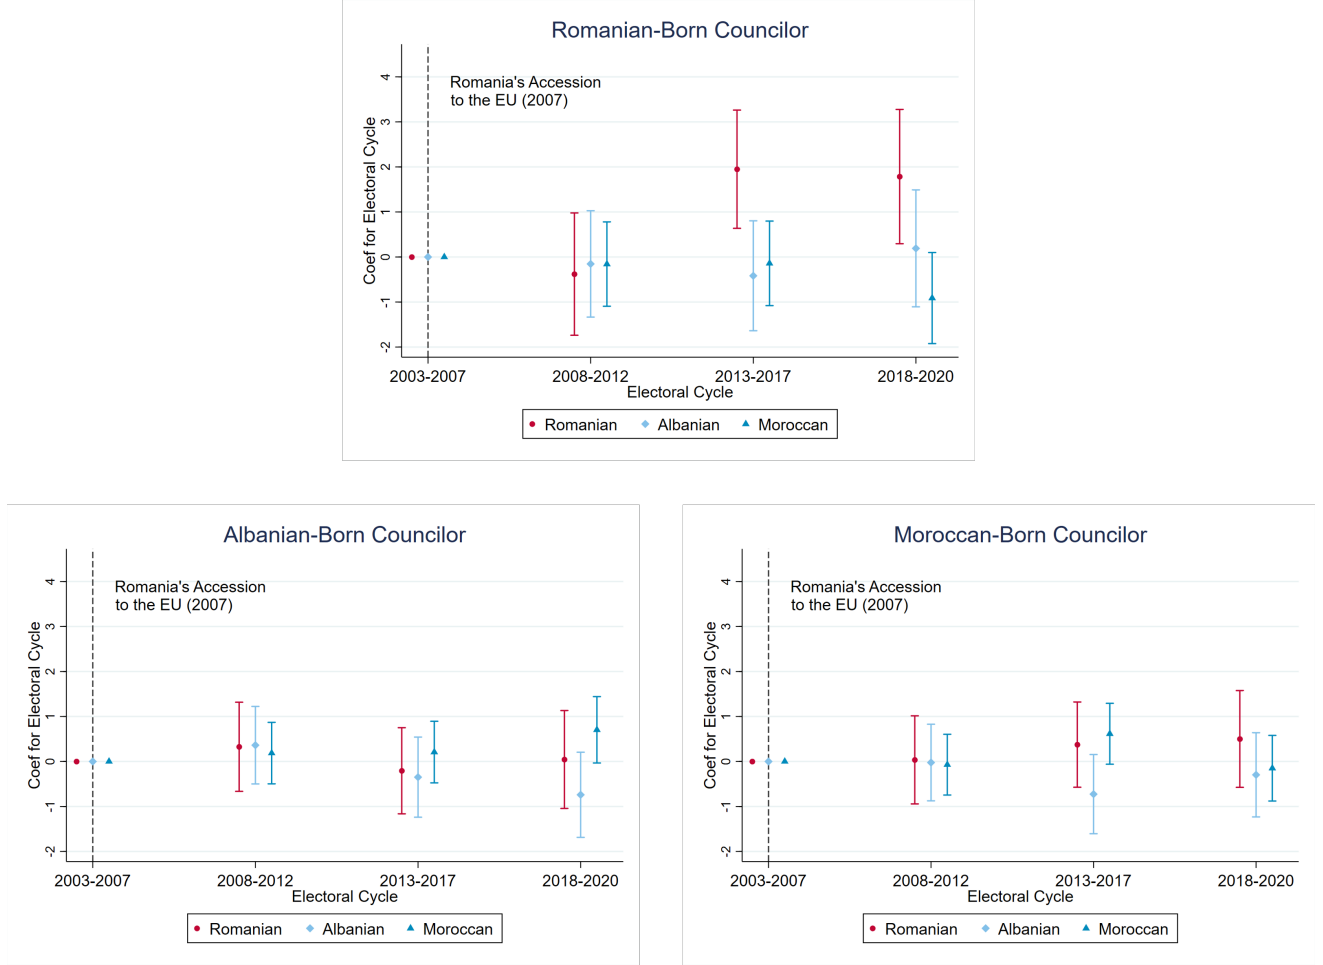 Romanian-Born Councilor
Romania's Accession
to the EU (2007)
Coef for Electoral Cycle
4
3
2
1
0
-1
-2
2003-2007 2008-2012 2013-2017 2018-2020
Electoral Cycle
Romanian Albanian Moroccan
Albanian-Born Councilor
Romania's Accession
to the EU (2007)
Coef for Electoral Cycle
4
3
2
1
0
-1
-2
2003-2007 2008-2012 2013-2017 2018-2020
Electoral Cycle
Romanian Albanian Moroccan
Moroccan-Born Councilor
Romania's Accession
to the EU (2007)
Coef for Electoral Cycle
4
3
2
1
0
-1
-2
2003-2007 2008-2012 2013-2017 2018-2020
Electoral Cycle
Romanian Albanian Moroccan